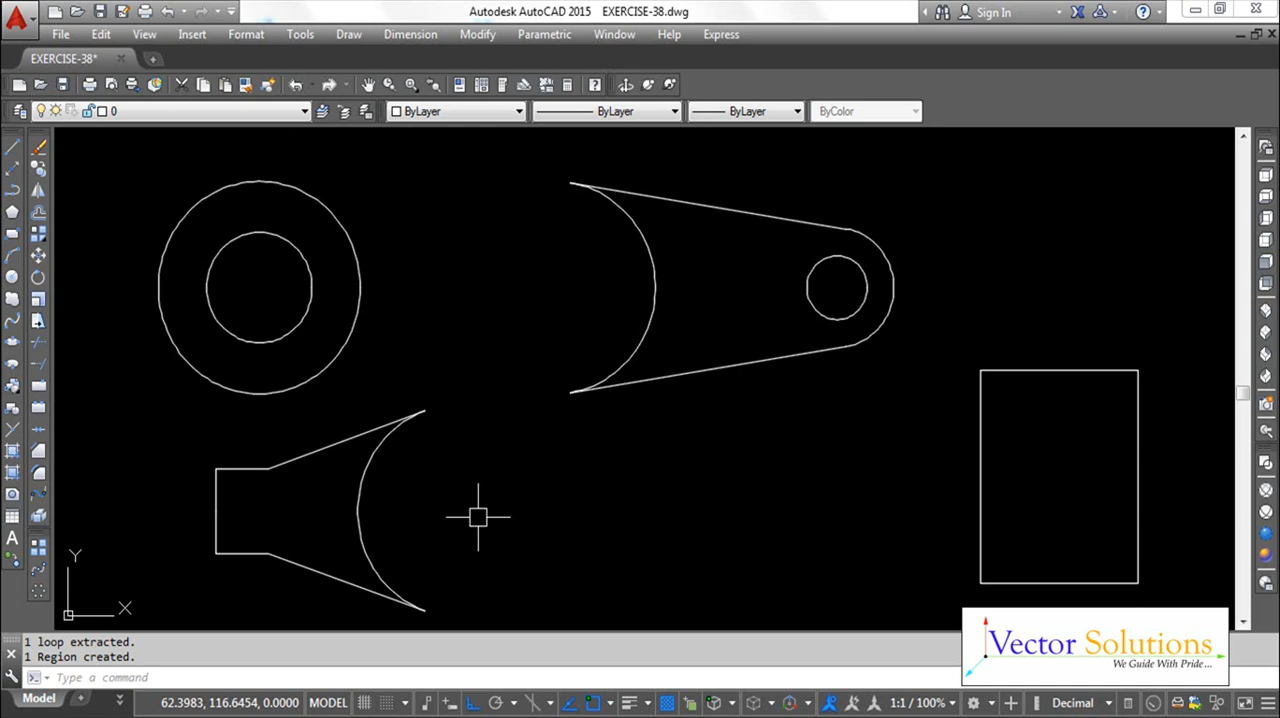 Autodesk AutoCAD 2015 EXERCISE-38.dwg
Sign In
File Edit View Insert Format Tools Draw Dimension Modify Parametric Window Help Express
EXERCISE-38*
0
ByLayer
ByLayer
ByLayer
ByColor
A
Y
X
Vector Solutions
We Guide With Pride...
1 loop extracted.
1 Region created.
Type a command
Model
62.3983, 116.6454, 0.0000 MODEL
1:1 / 100%
Decimal